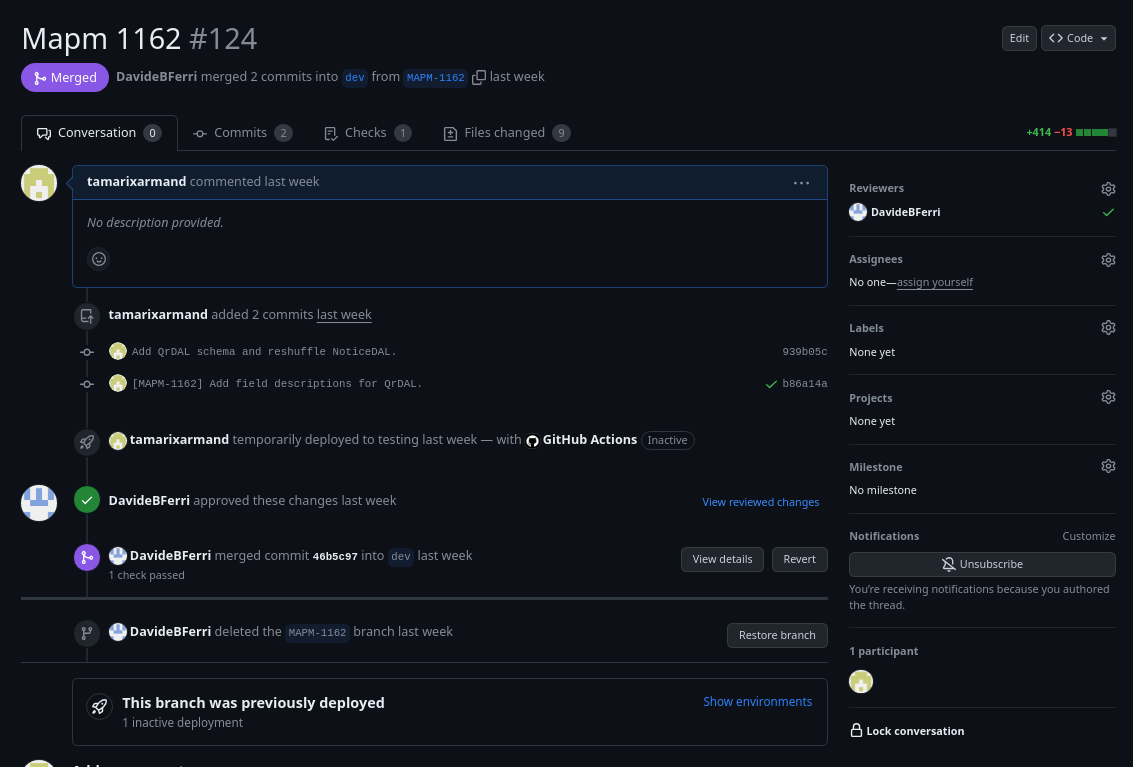 Mapm 1162 #124
Edit
Code
Merged
DavideBFerri merged 2 commits into dev from MAPM-1162 last week
Conversation 0
Commits 2
Checks 1
Files changed 9
+414 −13
tamarixarmand commented last week
No description provided.
tamarixarmand added 2 commits last week
Add QrDAL schema and reshuffle NoticeDAL.
939b05c
[MAPM-1162] Add field descriptions for QrDAL.
b86a14a
tamarixarmand temporarily deployed to testing last week — with GitHub Actions Inactive
DavideBFerri approved these changes last week
View reviewed changes
DavideBFerri merged commit 46b5c97 into dev last week
1 check passed
View details
Revert
DavideBFerri deleted the MAPM-1162 branch last week
Restore branch
This branch was previously deployed
1 inactive deployment
Show environments
Reviewers
DavideBFerri
Assignees
No one—assign yourself
Labels
None yet
Projects
None yet
Milestone
No milestone
Notifications
Customize
Unsubscribe
You're receiving notifications because you authored
the thread.
1 participant
Lock conversation